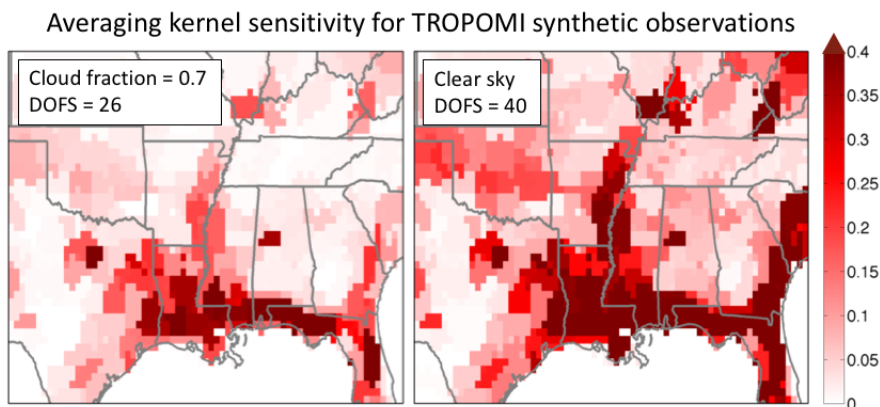 Averaging kernel sensitivity for TROPOMI synthetic observations
Cloud fraction = 0.7
DOFS = 26
Clear sky
DOFS = 40
0.4
0.35
0.3
0.25
0.2
0.15
0.1
0.05
0